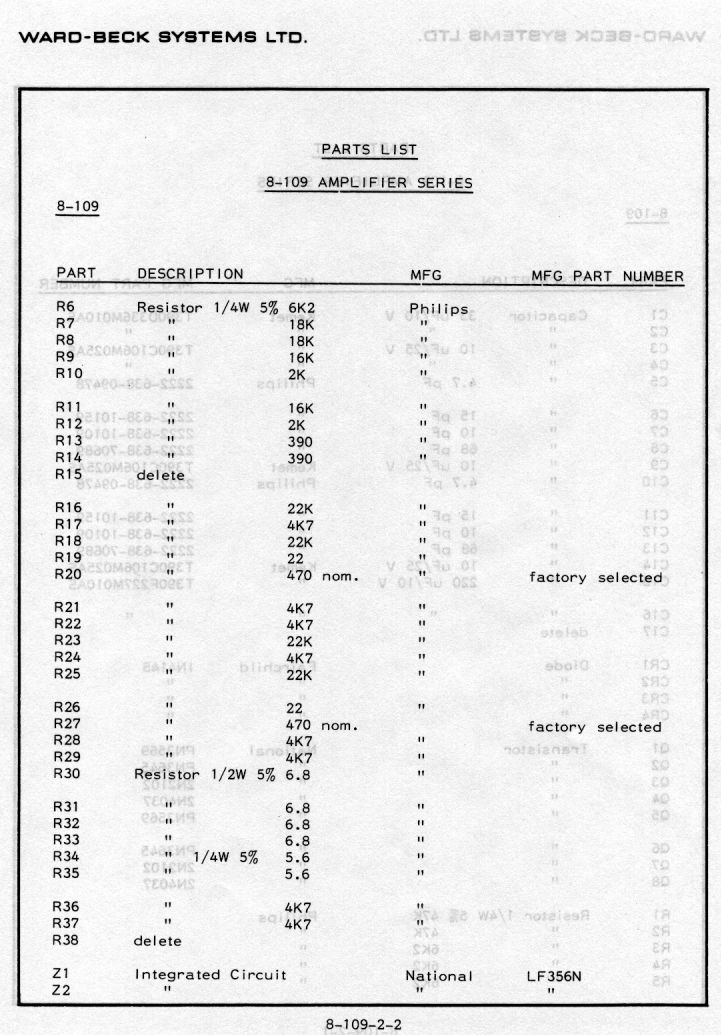 WARD-BECK SYSTEMS LTD.
PARTS LIST
8-109 AMPLIFIER SERIES
8-109
PART DESCRIPTION MFG MFG PART NUMBER
R6 Resistor 1/4W 5% 6K2 Philips
R7 " 18K "
R8 " 18K "
R9 " 16K "
R10 " 2K "
R11 " 16K "
R12 " 2K "
R13 " 390 "
R14 " 390 "
R15 delete
R16 " 22K "
R17 " 4K7 "
R18 " 22K "
R19 " 22 "
R20 " 470 nom. " factory selected
R21 " 4K7 "
R22 " 4K7 "
R23 " 22K "
R24 " 4K7 "
R25 " 22K "
R26 " 22 "
R27 " 470 nom. factory selected
R28 " 4K7 "
R29 " 4K7 "
R30 Resistor 1/2W 5% 6.8 "
R31 " 6.8 "
R32 " 6.8 "
R33 " 6.8 "
R34 " 1/4W 5% 5.6 "
R35 " 5.6 "
R36 " 4K7 "
R37 " 4K7 "
R38 delete
Z1 Integrated Circuit National LF356N
Z2 " " "
8-109-2-2